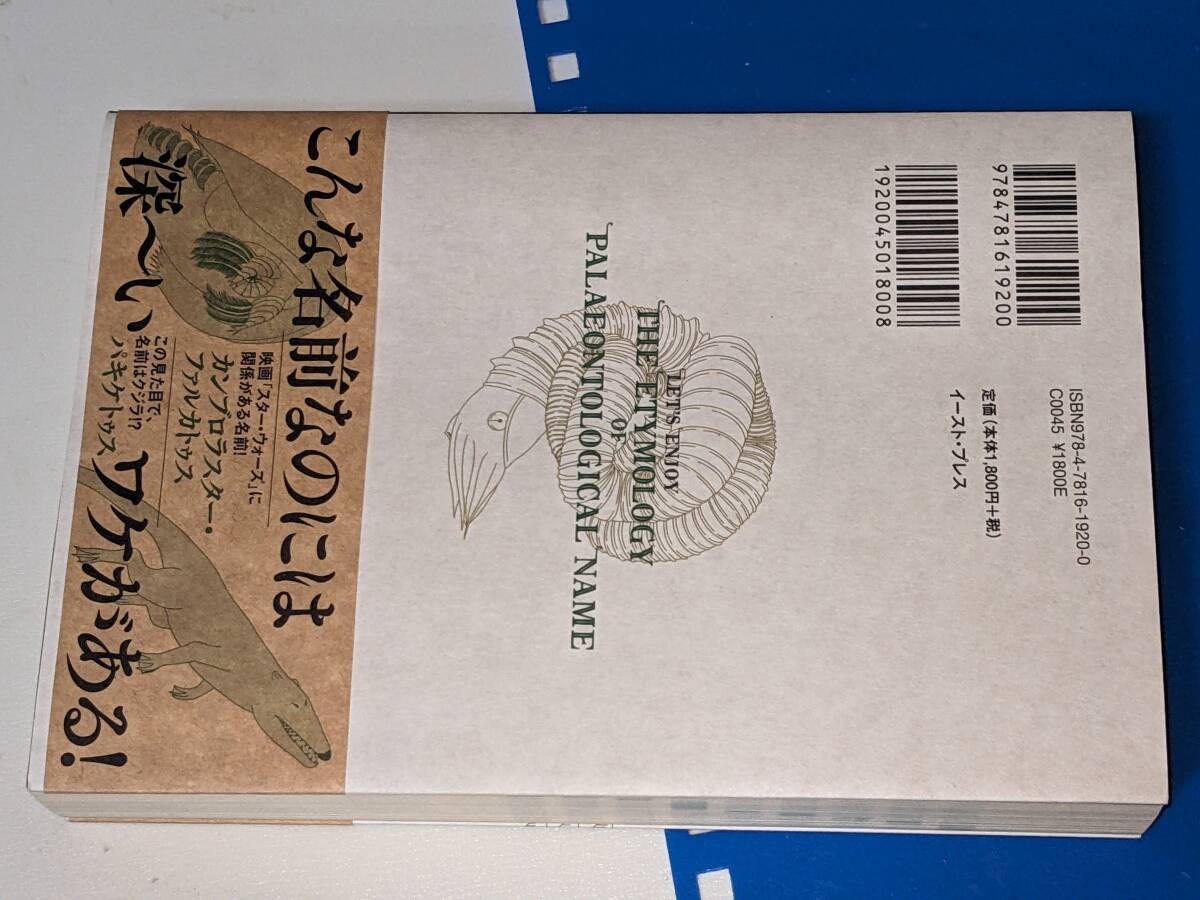 9784781619200
1920045018008
ISBN978-4-7816-1920-0
C0045 ¥1800E
定価（本体1,800円+税）
イースト・プレス
LET'S ENJOY
THE ETYMOLOGY
OF
PALAEONTOLOGICAL NAME
こんな名前なのには
深〜いワケがある！
映画「スター・ウォーズ」に
関係がある名前！
カンブロラスター・
ファルカトゥス
この見た目で、
名前はクジラ!?
パキケトゥス